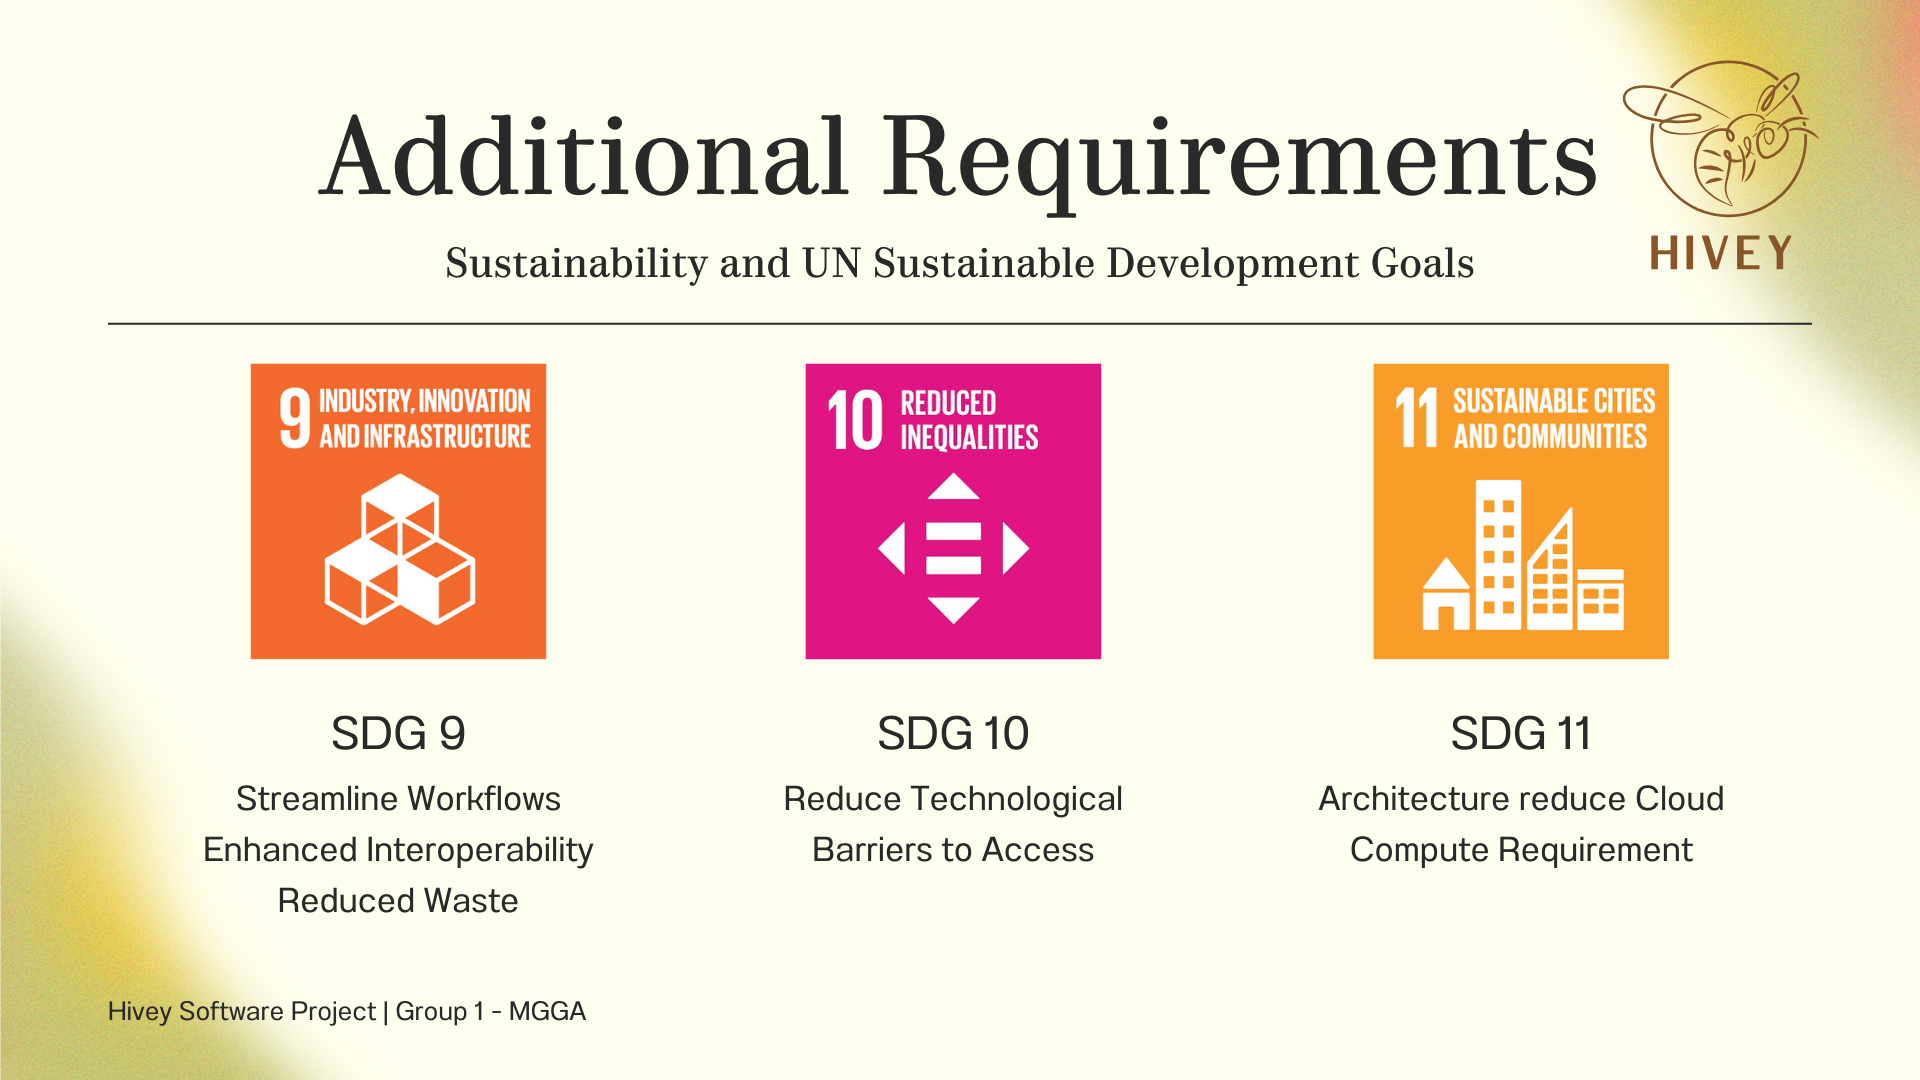 Additional Requirements
Sustainability and UN Sustainable Development Goals
HIVEY
9 INDUSTRY, INNOVATION
AND INFRASTRUCTURE
10 REDUCED
INEQUALITIES
11 SUSTAINABLE CITIES
AND COMMUNITIES
SDG 9
Streamline Workflows
Enhanced Interoperability
Reduced Waste
SDG 10
Reduce Technological
Barriers to Access
SDG 11
Architecture reduce Cloud
Compute Requirement
Hivey Software Project | Group 1 - MGGA